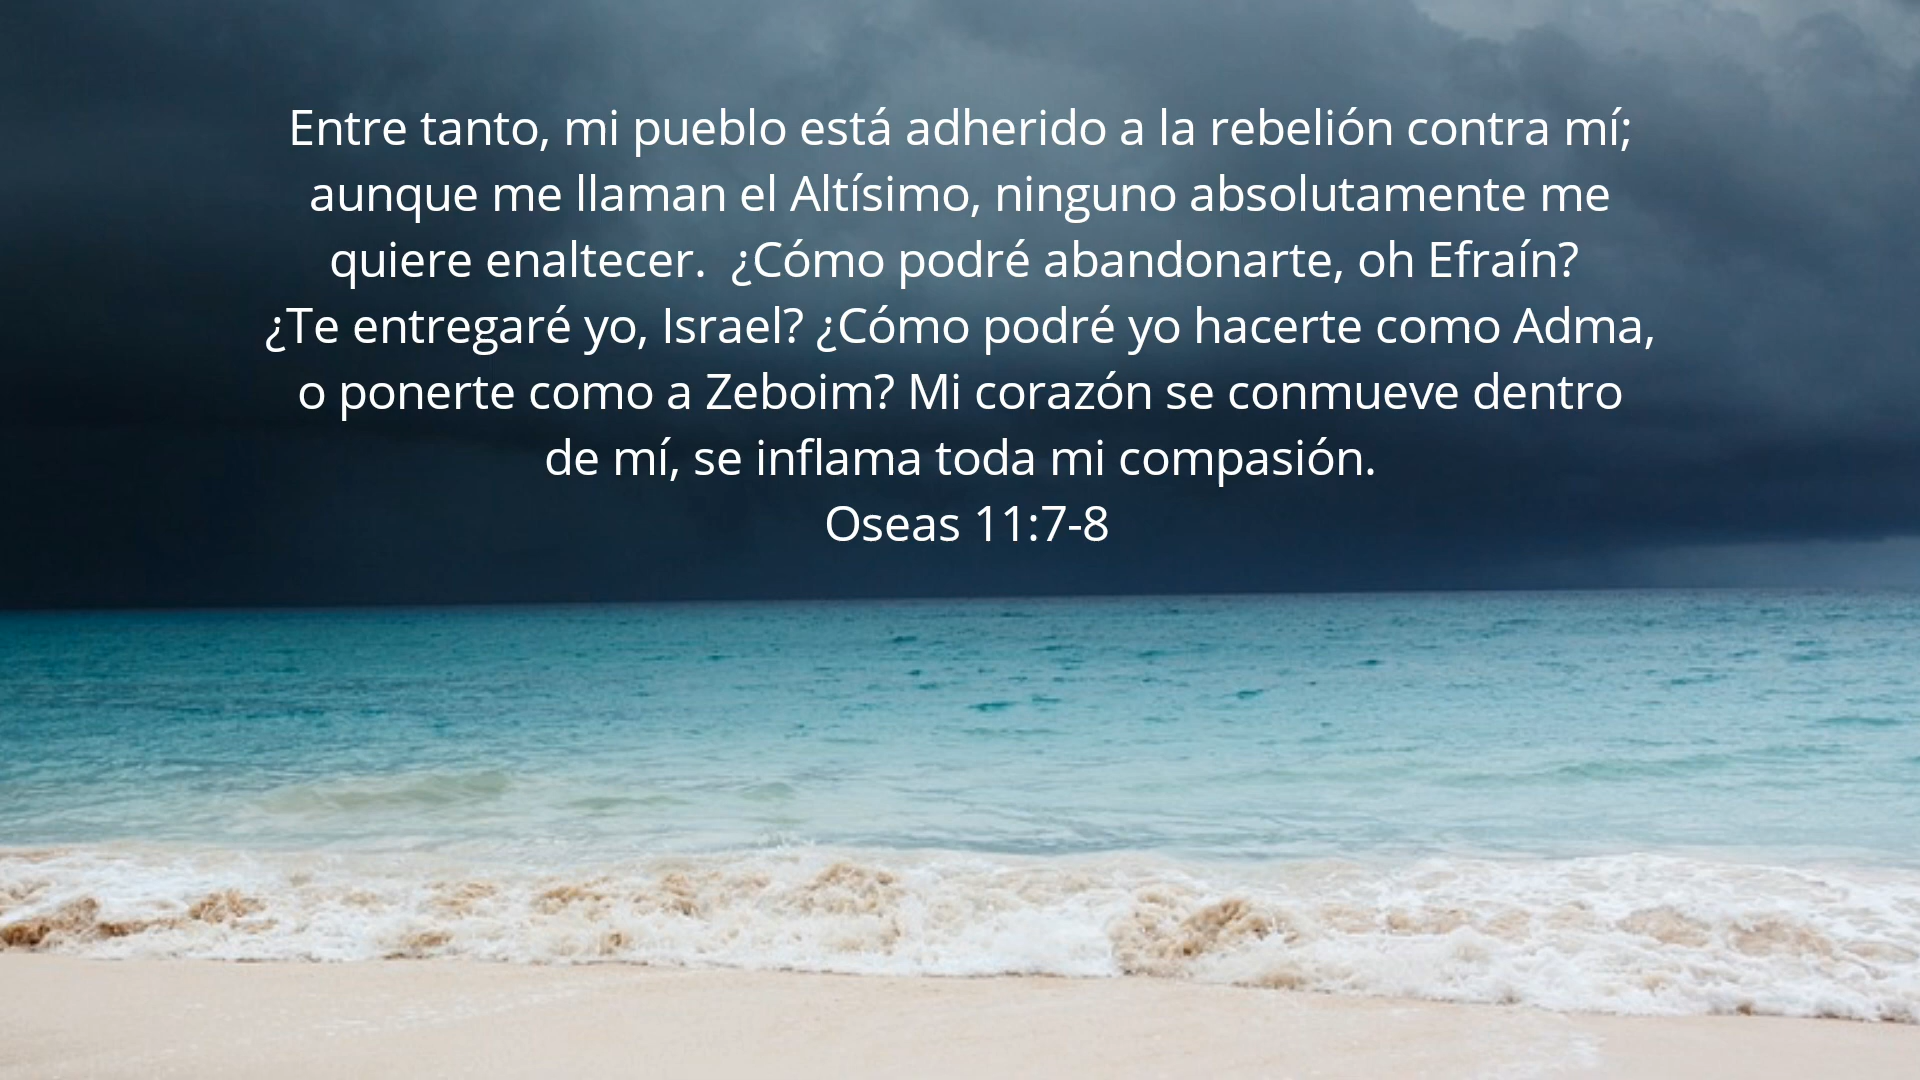 Entre tanto, mi pueblo está adherido a la rebelión contra mí;
aunque me llaman el Altísimo, ninguno absolutamente me
quiere enaltecer.  ¿Cómo podré abandonarte, oh Efraín?
¿Te entregaré yo, Israel? ¿Cómo podré yo hacerte como Adma,
o ponerte como a Zeboim? Mi corazón se conmueve dentro
de mí, se inflama toda mi compasión.
Oseas 11:7-8